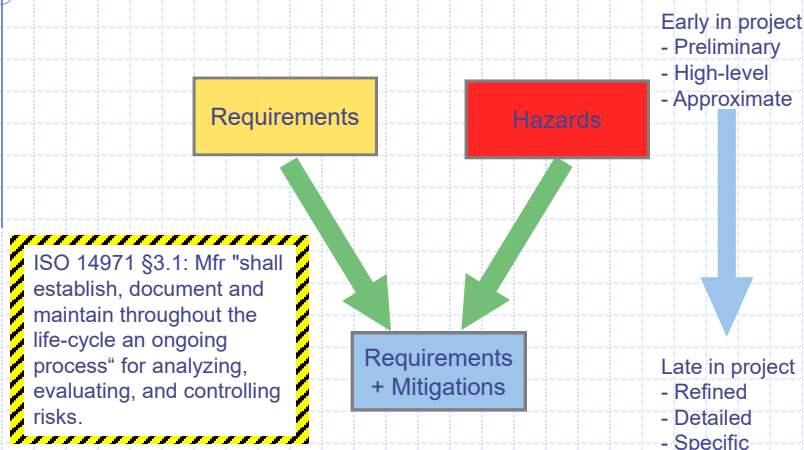 Early in project
- Preliminary
- High-level
- Approximate
Requirements
Hazards
ISO 14971 §3.1: Mfr "shall
establish, document and
maintain throughout the
life-cycle an ongoing
process“ for analyzing,
evaluating, and controlling
risks.
Requirements
+ Mitigations
Late in project
- Refined
- Detailed
- Specific